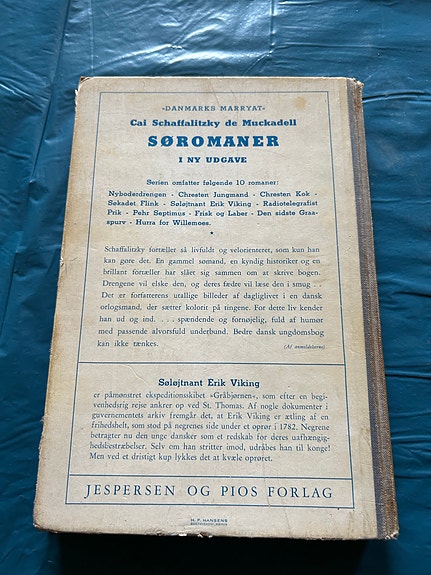 »DANMARKS MARRYAT«
Cai Schaffalitzky de Muckadell
SØROMANER
I NY UDGAVE
Serien omfatter følgende 10 romaner:
Nyboderdrengen - Chresten Jungmand - Chresten Kok -
Søkadet Flink - Søløjtnant Erik Viking - Radiotelegrafist
Prik - Pehr Septimus - Frisk og Laber - Den sidste Graa-
spurv - Hurra for Willemoes.
*
Schaffalitzky fortæller så livfuldt og velorienteret, som kun han
kan gøre det. En gammel sømand, en kyndig historiker og en
brillant fortæller har slået sig sammen om at skrive bogen.
Drengene vil elske den, og deres fædre vil læse den i smug . .
Det er forfatterens utallige billeder af dagliglivet i en dansk
orlogsmand, der sætter kolorit på tingene. For dette liv kender
han ud og ind. . . . spændende og fornøjelig, fuld af humør
med passende alvorsfuld underbund. Bedre dansk ungdomsbog
kan ikke tænkes.
(Af anmeldelserne)
Søløjtnant Erik Viking
er påmønstret ekspeditionsskibet »Gråbjørnen«, som efter en begi-
venhedsrig rejse ankrer op ved St. Thomas. Af nogle dokumenter i
guvernementets arkiv fremgår det, at Erik Viking er ætling af en
frihedshelt, som stod på negrenes side under et oprør i 1782. Negrene
betragter nu den unge dansker som et redskab for deres uafhængig-
hedsbestræbelser. Selv om han stritter imod, udråbes han til konge!
Men ved et dristigt kup lykkes det at kvæle oprøret.
JESPERSEN OG PIOS FORLAG
H. P. HANSENS